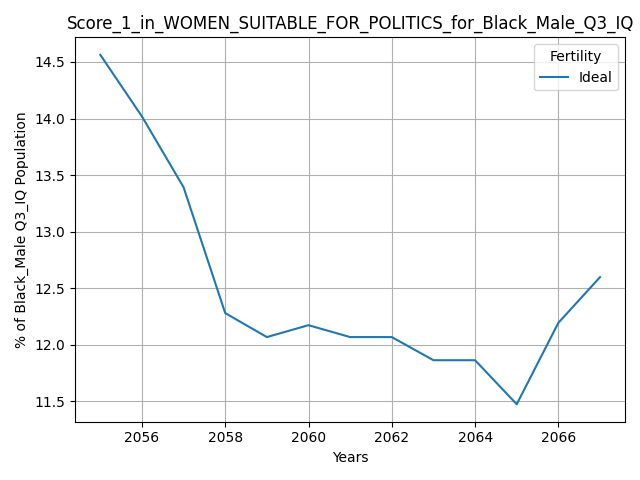 Score_1_in_WOMEN_SUITABLE_FOR_POLITICS_for_Black_Male_Q3_IQ
Fertility
Ideal
14.5
14.0
13.5
13.0
12.5
12.0
11.5
% of Black_Male Q3_IQ Population
2056 2058 2060 2062 2064 2066
Years